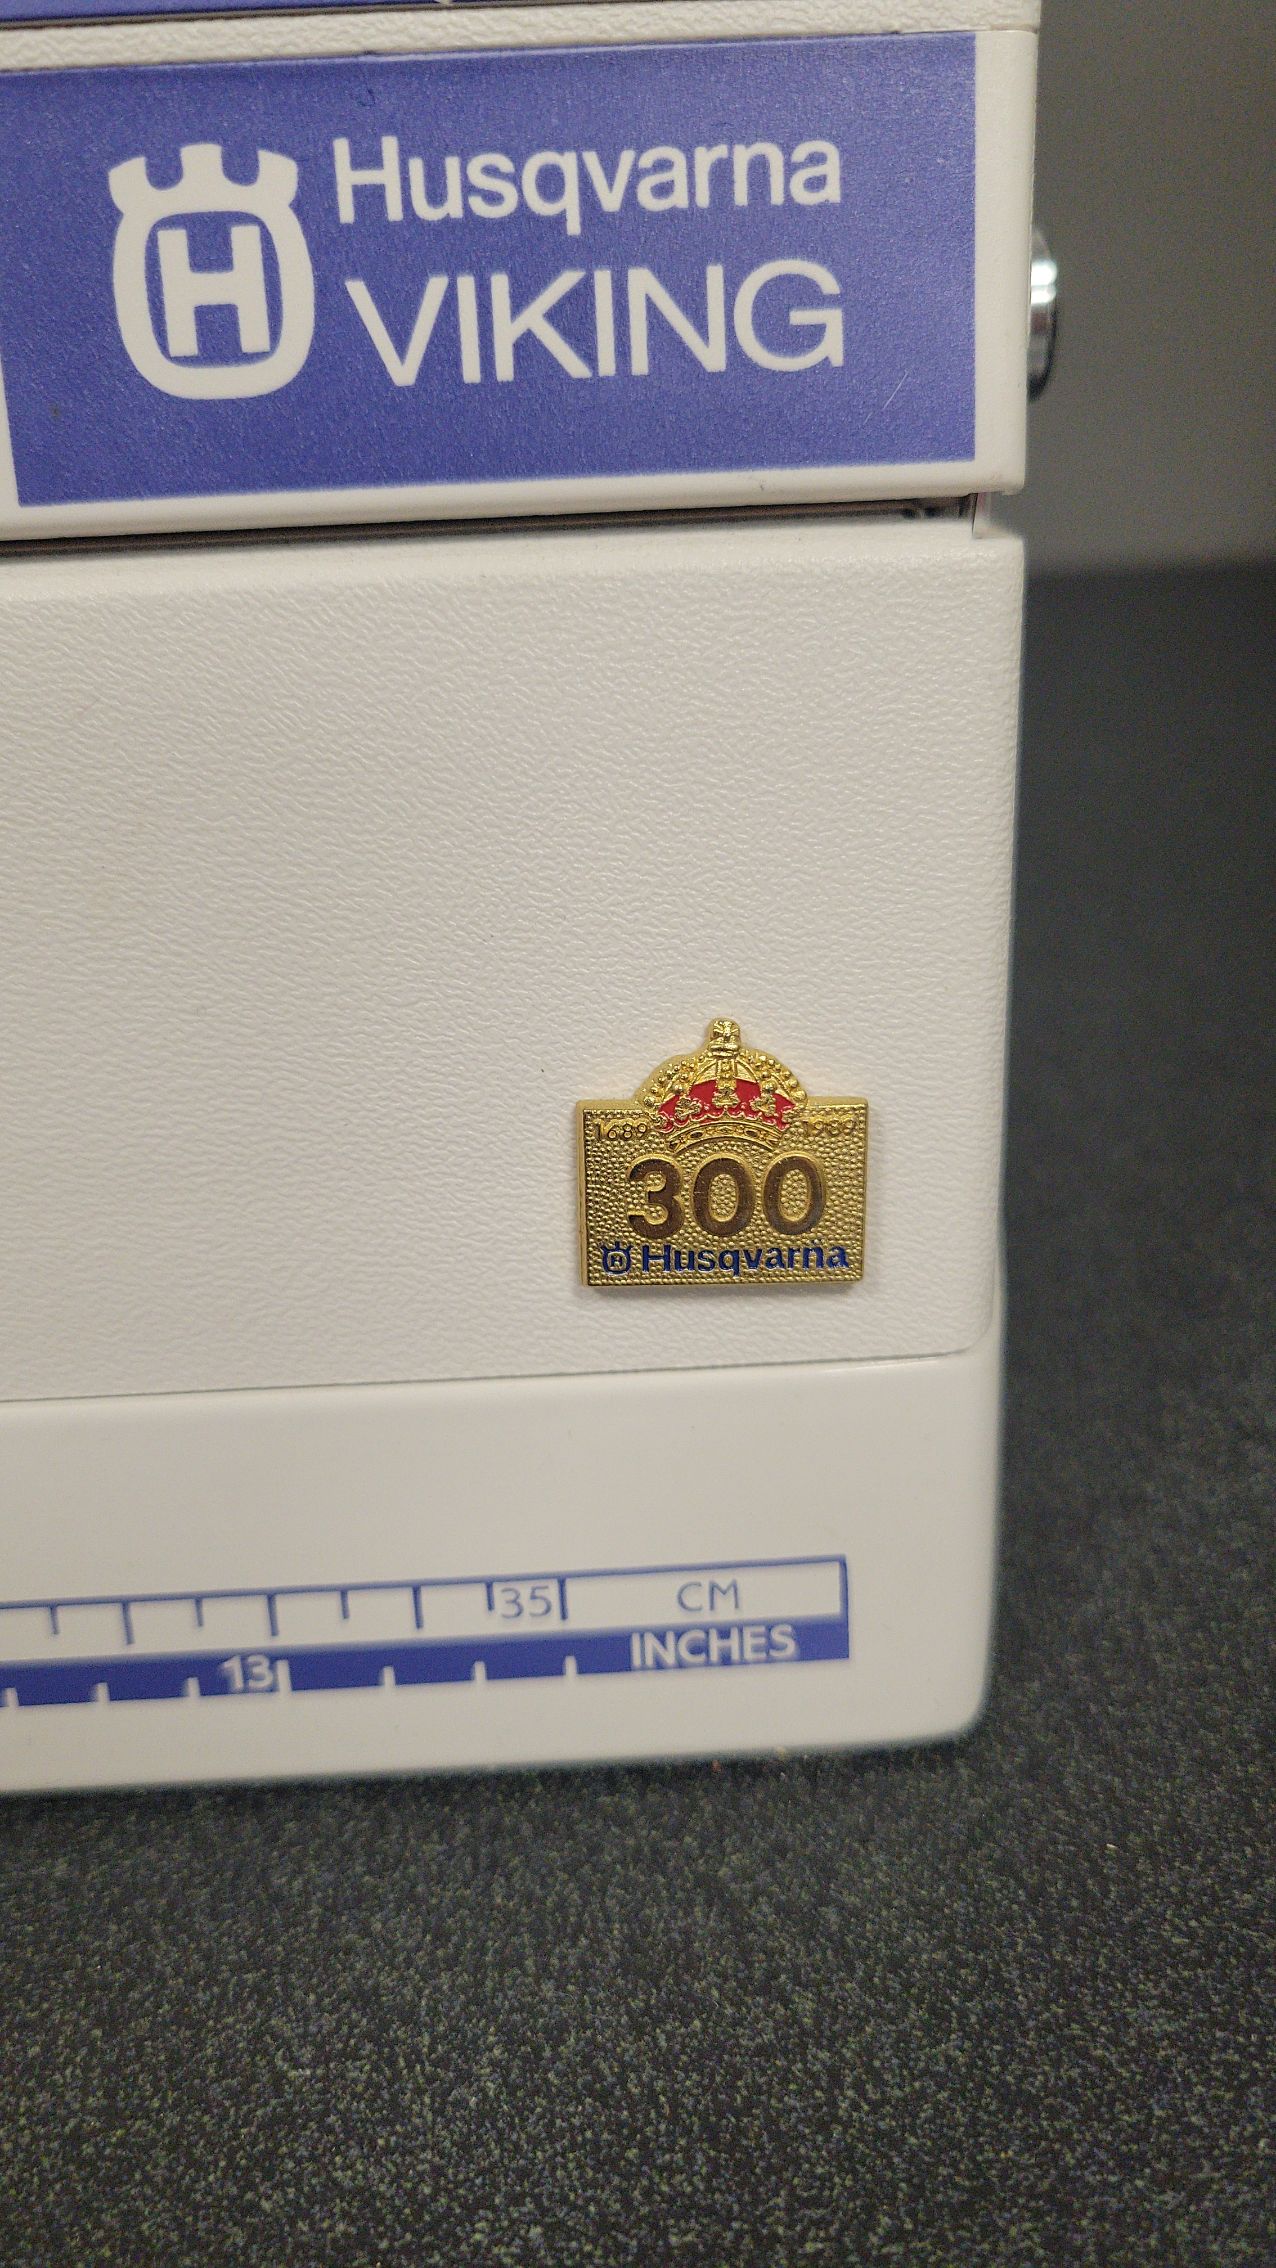 H Husqvarna
VIKING
1689 1989
300
H Husqvarna
35 CM
13 INCHES